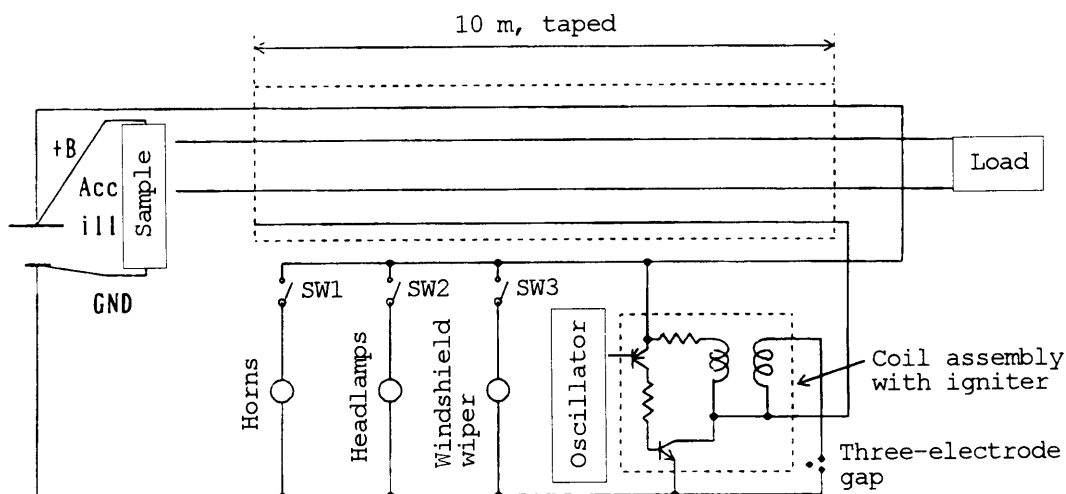 10 m, taped
+B
Acc
ill
GND
Sample
Load
SW1
SW2
SW3
Horns
Headlamps
Windshield
wiper
Oscillator
Coil assembly
with igniter
Three-electrode
gap